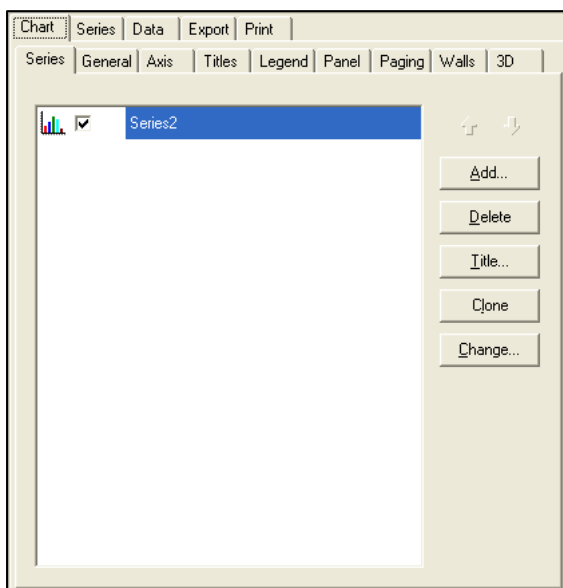 Chart Series Data Export Print
Series General Axis Titles Legend Panel Paging Walls 3D
Series2
Add...
Delete
Title...
Clone
Change...